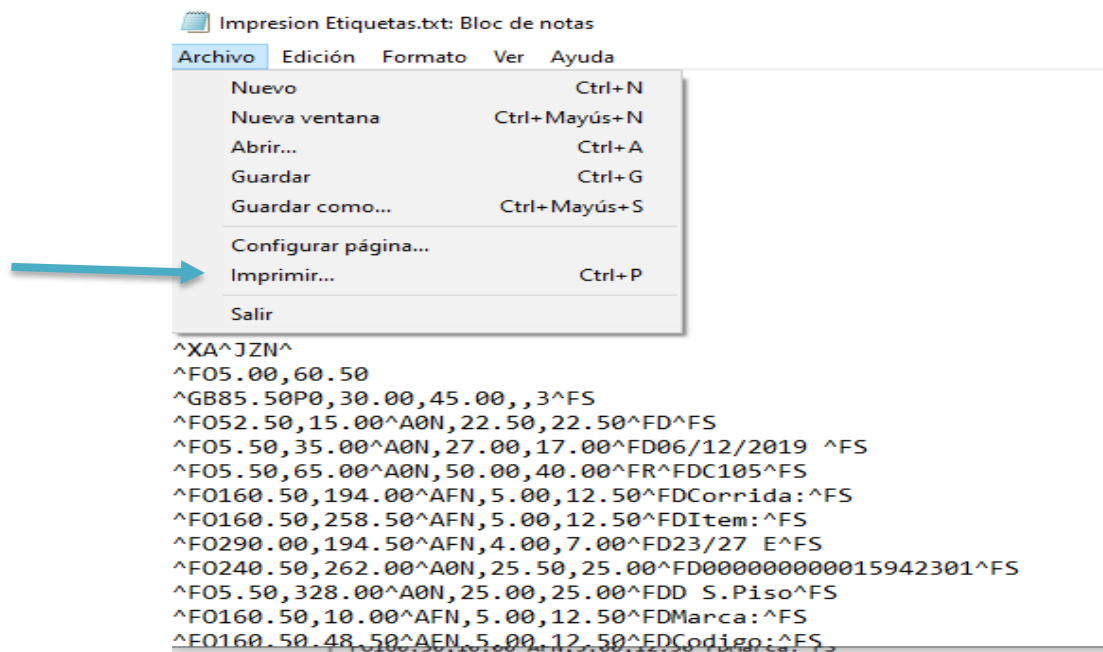 Impresion Etiquetas.txt: Bloc de notas
Archivo Edición Formato Ver Ayuda
Nuevo Ctrl+N
Nueva ventana Ctrl+Mayús+N
Abrir... Ctrl+A
Guardar Ctrl+G
Guardar como... Ctrl+Mayús+S
Configurar página...
Imprimir... Ctrl+P
Salir
^XA^JZN^
^FO5.00,60.50
^GB85.50P0,30.00,45.00,,3^FS
^FO52.50,15.00^A0N,22.50,22.50^FD^FS
^FO5.50,35.00^A0N,27.00,17.00^FD06/12/2019 ^FS
^FO5.50,65.00^A0N,50.00,40.00^FR^FDC105^FS
^FO160.50,194.00^AFN,5.00,12.50^FDCorrida:^FS
^FO160.50,258.50^AFN,5.00,12.50^FDItem:^FS
^FO290.00,194.50^AFN,4.00,7.00^FD23/27 E^FS
^FO240.50,262.00^A0N,25.50,25.00^FD000000000015942301^FS
^FO5.50,328.00^A0N,25.00,25.00^FDD S.Piso^FS
^FO160.50,10.00^AFN,5.00,12.50^FDMarca:^FS
^FO160.50,48.50^AFN,5.00,12.50^FDCodigo:^FS